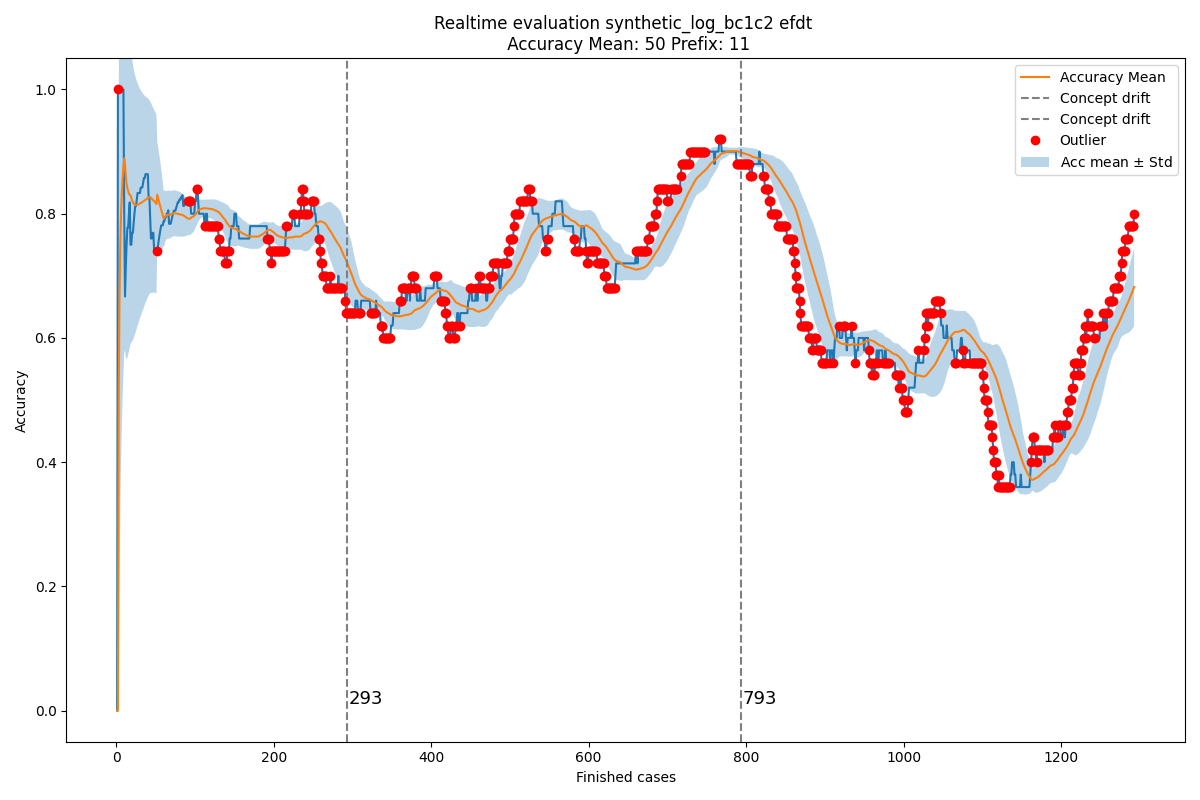 Realtime evaluation synthetic_log_bc1c2 efdt
Accuracy Mean: 50 Prefix: 11
Accuracy Mean
Concept drift
Concept drift
Outlier
Acc mean ± Std
1.0
0.8
0.6
0.4
0.2
0.0
Accuracy
293
793
0
200
400
600
800
1000
1200
Finished cases